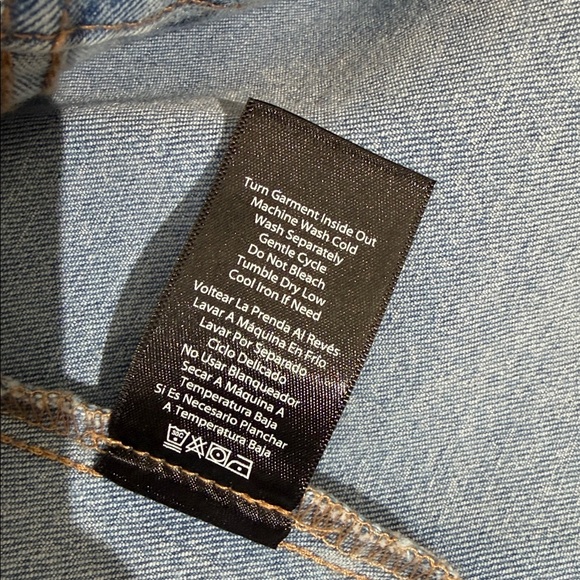 Turn Garment Inside Out
Machine Wash Cold
Wash Separately
Gentle Cycle
Do Not Bleach
Tumble Dry Low
Cool Iron If Need
Voltear La Prenda Al Revés
Lavar A Máquina En Frío
Lavar Por Separado
Ciclo Delicado
No Usar Blanqueador
Secar A Máquina A
Temperatura Baja
Si Es Necesario Planchar
A Temperatura Baja